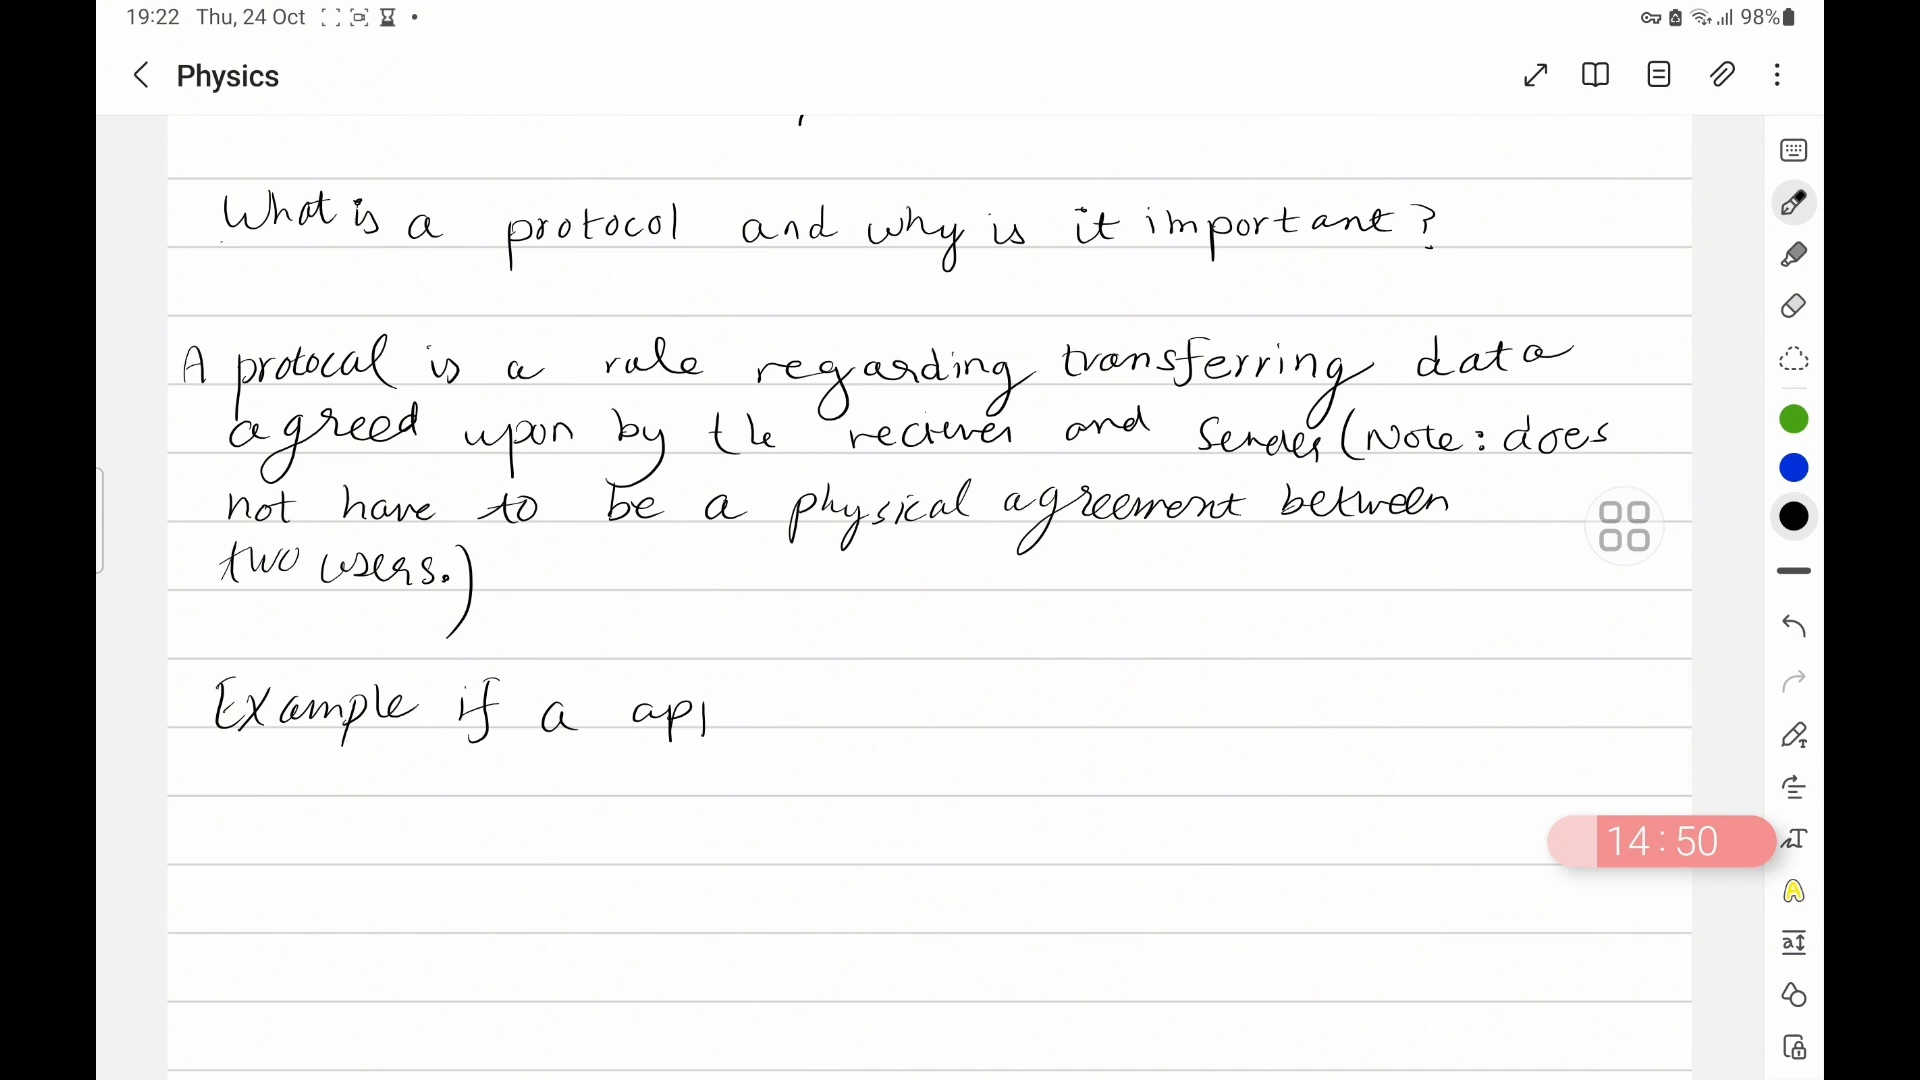 19:22 Thu, 24 Oct
98%
Physics
What is a protocol and why is it important?
A protocal is a rule regarding transferring data
agreed upon by the reciever and Sender (Note: does
not have to be a physical agreement between
two users.)
Example if a app
14:50